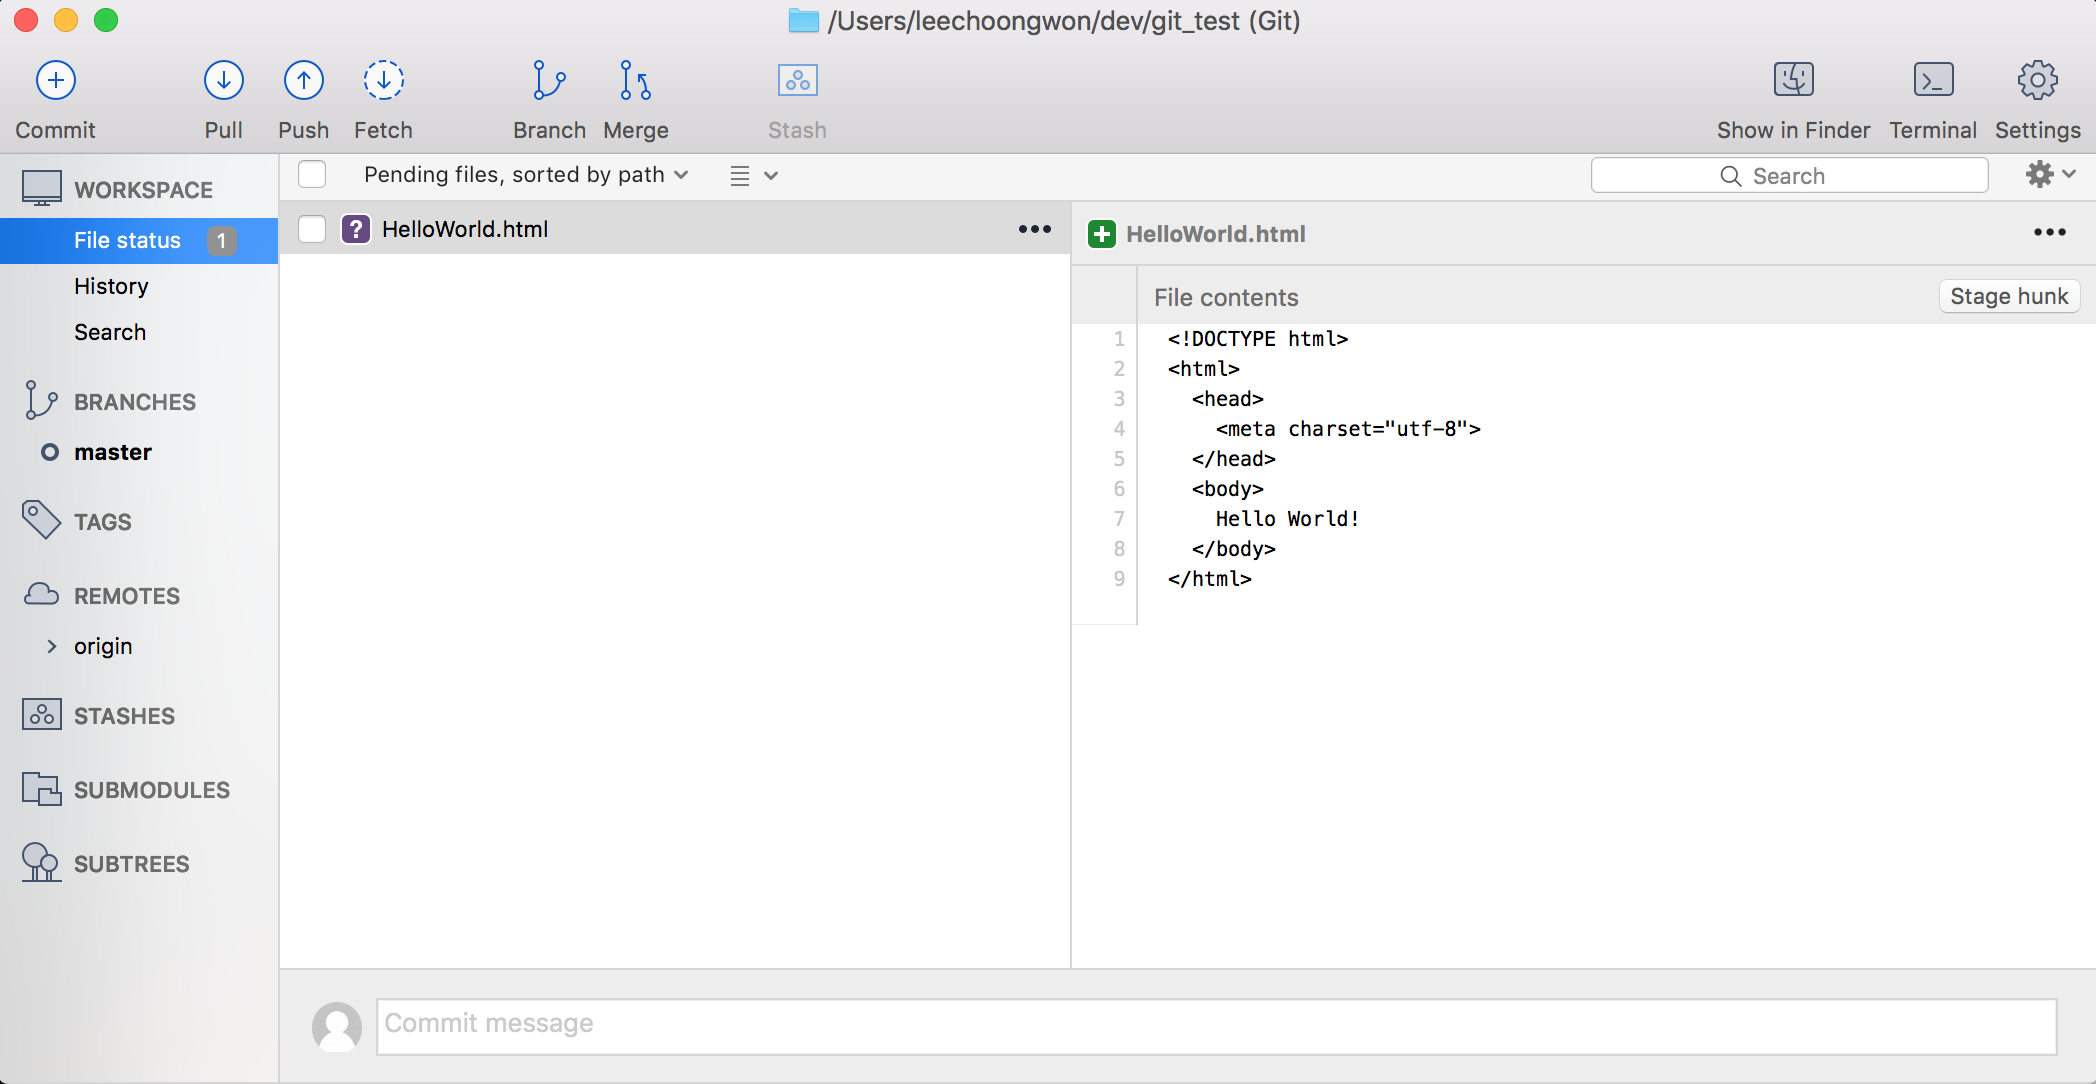 /Users/leechoongwon/dev/git_test (Git)
Commit Pull Push Fetch Branch Merge Stash Show in Finder Terminal Settings
WORKSPACE
File status 1
History
Search
BRANCHES
master
TAGS
REMOTES
origin
STASHES
SUBMODULES
SUBTREES
Pending files, sorted by path
Search
? HelloWorld.html •••
HelloWorld.html •••
File contents
Stage hunk
1 <!DOCTYPE html>
2 <html>
3   <head>
4     <meta charset="utf-8">
5   </head>
6   <body>
7     Hello World!
8   </body>
9 </html>
Commit message